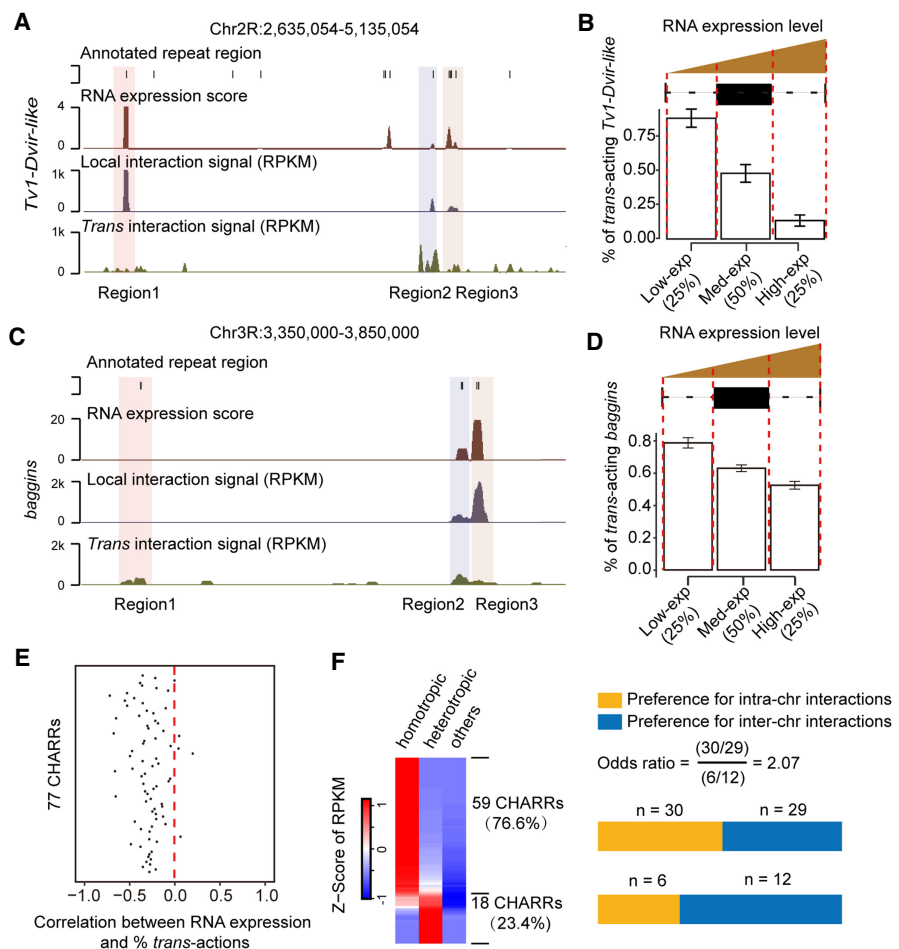 A
Chr2R:2,635,054-5,135,054
Annotated repeat region
RNA expression score
4
0
Local interaction signal (RPKM)
1k
0
Trans interaction signal (RPKM)
1k
0
Tv1-Dvir-like
Region1
Region2
Region3
B
RNA expression level
% of trans-acting Tv1-Dvir-like
0.75
0.50
0.25
0.00
Low-exp
(25%)
Med-exp
(50%)
High-exp
(25%)
C
Chr3R:3,350,000-3,850,000
Annotated repeat region
RNA expression score
20
0
Local interaction signal (RPKM)
2k
0
Trans interaction signal (RPKM)
2k
0
baggins
Region1
Region2
Region3
D
RNA expression level
% of trans-acting baggins
0.8
0.6
0.4
0.2
0.0
Low-exp
(25%)
Med-exp
(50%)
High-exp
(25%)
E
77 CHARRs
−1.0 −0.5 0.0 0.5 1.0
Correlation between RNA expression
and % trans-actions
F
homotropic
heterotropic
others
Z-Score of RPKM
1
0
-1
59 CHARRs
(76.6%)
18 CHARRs
(23.4%)
Preference for intra-chr interactions
Preference for inter-chr interactions
Odds ratio = (30/29) / (6/12) = 2.07
n = 30
n = 29
n = 6
n = 12